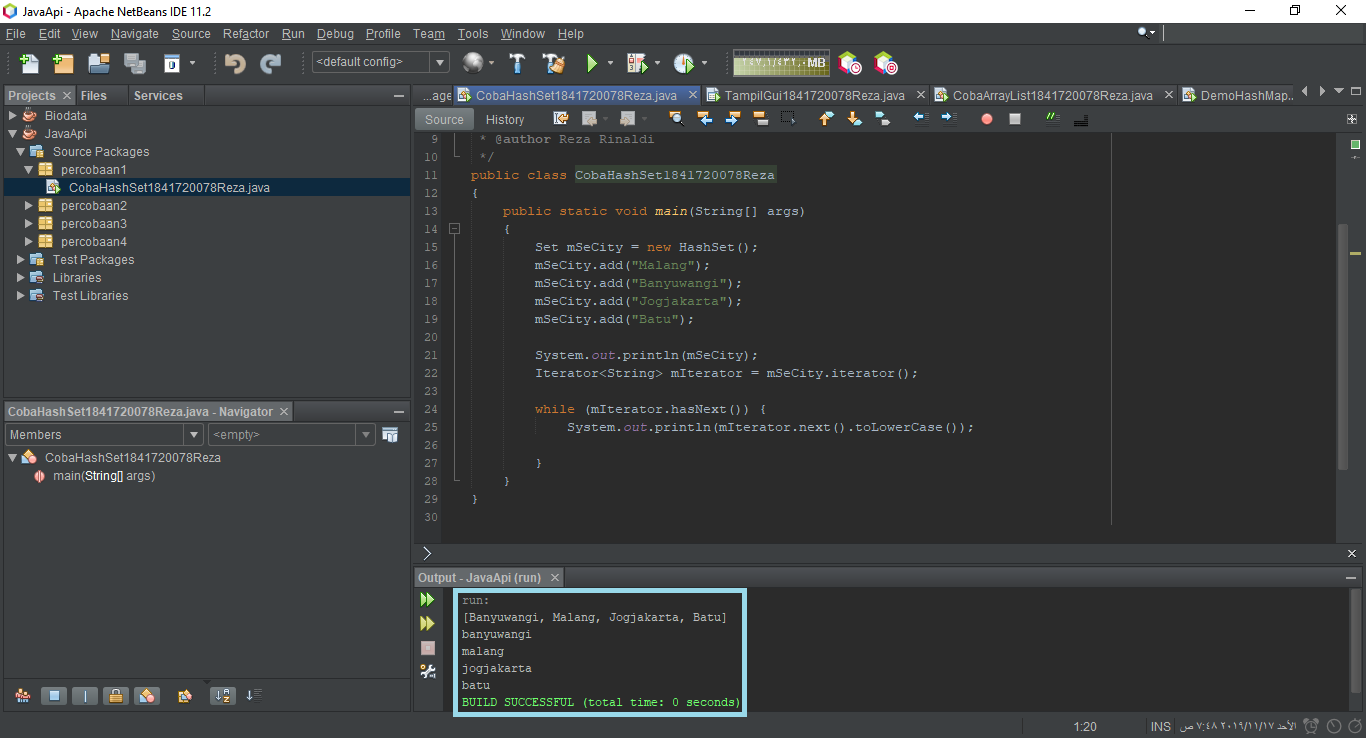 JavaApi - Apache NetBeans IDE 11.2
File Edit View Navigate Source Refactor Run Debug Profile Team Tools Window Help
<default config>
MB
Projects Files Services
Biodata
JavaApi
Source Packages
percobaan1
CobaHashSet1841720078Reza.java
percobaan2
percobaan3
percobaan4
Test Packages
Libraries
Test Libraries
CobaHashSet1841720078Reza.java - Navigator
Members <empty>
CobaHashSet1841720078Reza
main(String[] args)
...age CobaHashSet1841720078Reza.java TampilGui1841720078Reza.java CobaArrayList1841720078Reza.java DemoHashMap...
Source History
9 * @author Reza Rinaldi
10 */
11 public class CobaHashSet1841720078Reza
12 {
13 public static void main(String[] args)
14 {
15 Set mSeCity = new HashSet();
16 mSeCity.add("Malang");
17 mSeCity.add("Banyuwangi");
18 mSeCity.add("Jogjakarta");
19 mSeCity.add("Batu");
20
21 System.out.println(mSeCity);
22 Iterator<String> mIterator = mSeCity.iterator();
23
24 while (mIterator.hasNext()) {
25 System.out.println(mIterator.next().toLowerCase());
26
27 }
28 }
29 }
30
Output - JavaApi (run)
run:
[Banyuwangi, Malang, Jogjakarta, Batu]
banyuwangi
malang
jogjakarta
batu
BUILD SUCCESSFUL (total time: 0 seconds)
1:20 INS الأحد ٢٠١٩/١١/١٧ ٧:٤٨ ص